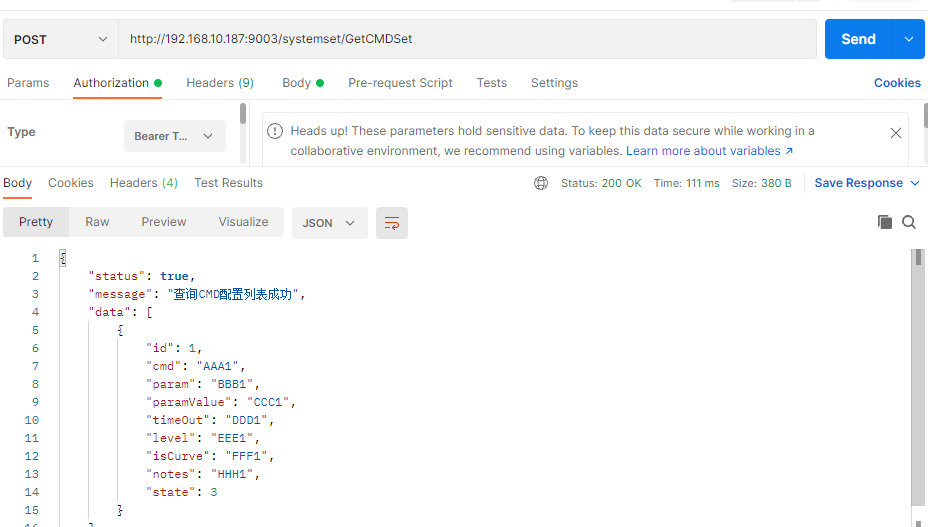 POST
http://192.168.10.187:9003/systemset/GetCMDSet
Send
Params Authorization Headers (9) Body Pre-request Script Tests Settings Cookies
Type
Bearer T...
Heads up! These parameters hold sensitive data. To keep this data secure while working in a
collaborative environment, we recommend using variables. Learn more about variables ↗
Body Cookies Headers (4) Test Results Status: 200 OK Time: 111 ms Size: 380 B Save Response
Pretty Raw Preview Visualize JSON
1 {
2 "status": true,
3 "message": "查询CMD配置列表成功",
4 "data": [
5 {
6 "id": 1,
7 "cmd": "AAA1",
8 "param": "BBB1",
9 "paramValue": "CCC1",
10 "timeOut": "DDD1",
11 "level": "EEE1",
12 "isCurve": "FFF1",
13 "notes": "HHH1",
14 "state": 3
15 }